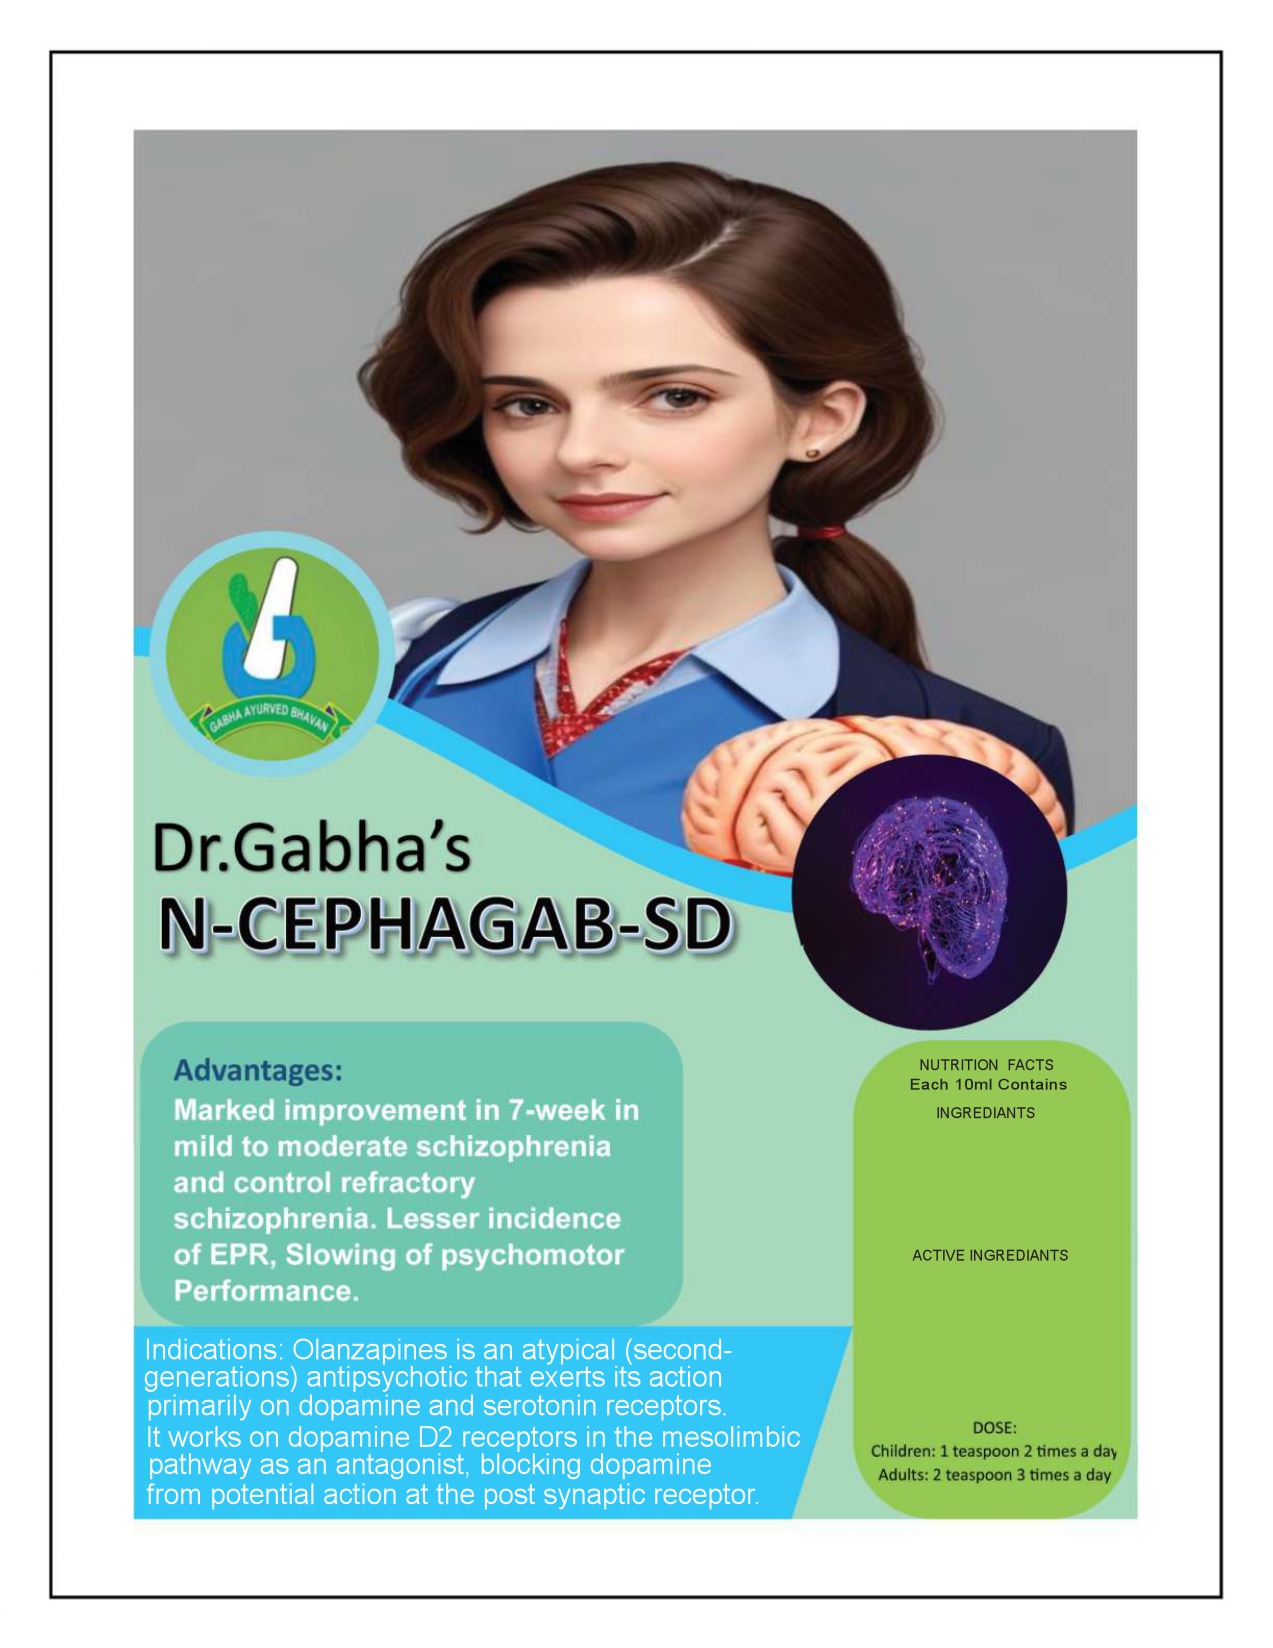 GABHA AYURVED BHAVAN
Dr.Gabha’s
N-CEPHAGAB-SD
Advantages:
Marked improvement in 7-week in
mild to moderate schizophrenia
and control refractory
schizophrenia. Lesser incidence
of EPR, Slowing of psychomotor
Performance.
Indications: Olanzapines is an atypical (second-
generations) antipsychotic that exerts its action
primarily on dopamine and serotonin receptors.
It works on dopamine D2 receptors in the mesolimbic
pathway as an antagonist, blocking dopamine
from potential action at the post synaptic receptor.
NUTRITION FACTS
Each 10ml Contains
INGREDIANTS
ACTIVE INGREDIANTS
DOSE:
Children: 1 teaspoon 2 times a day
Adults: 2 teaspoon 3 times a day